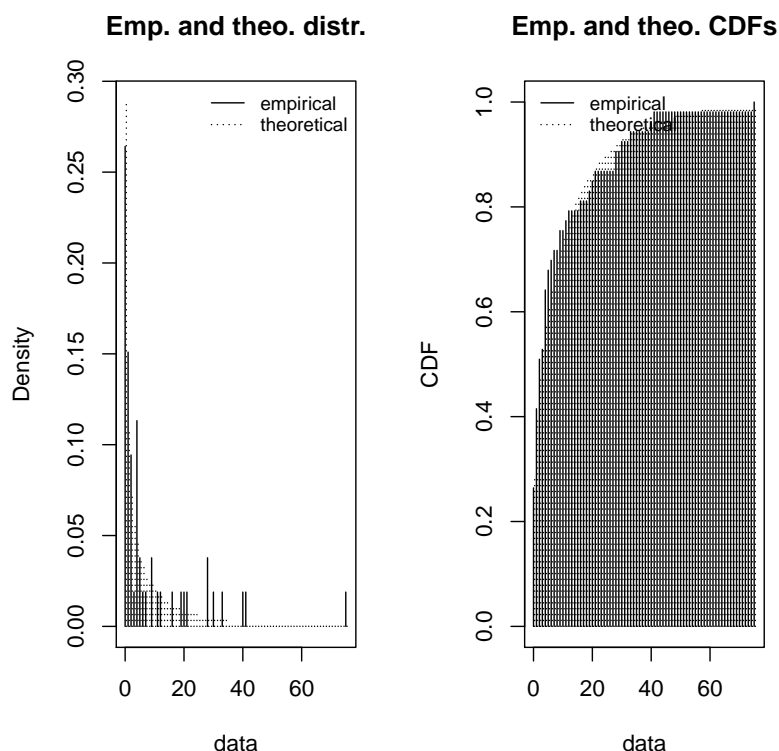 Emp. and theo. distr.
empirical
theoretical
Density
0.00
0.05
0.10
0.15
0.20
0.25
0.30
0
20
40
60
data
Emp. and theo. CDFs
empirical
theoretical
CDF
0.0
0.2
0.4
0.6
0.8
1.0
0
20
40
60
data